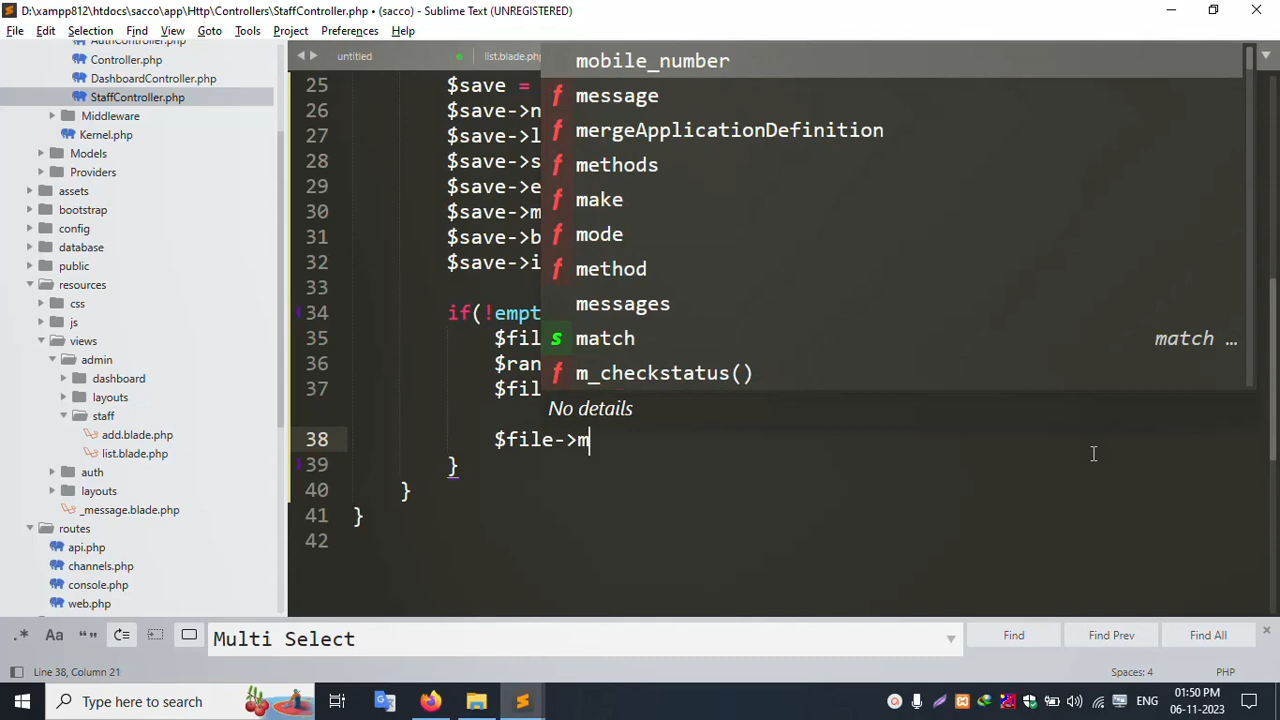 D:\xampp812\htdocs\sacco\app\Http\Controllers\StaffController.php • (sacco) - Sublime Text (UNREGISTERED)
File Edit Selection Find View Goto Tools Project Preferences Help
AuthController.php
Controller.php
DashboardController.php
StaffController.php
Middleware
Kernel.php
Models
Providers
assets
bootstrap
config
database
public
resources
css
js
views
admin
dashboard
layouts
staff
add.blade.php
list.blade.php
auth
layouts
_message.blade.php
routes
api.php
channels.php
console.php
web.php
untitled list.blade.php
25 $save =
26 $save->n
27 $save->l
28 $save->s
29 $save->e
30 $save->m
31 $save->b
32 $save->i
33
34 if(!empt
35 $fil
36 $ran
37 $fil
38 $file->m
39 }
40 }
41 }
42
mobile_number
f message
f mergeApplicationDefinition
f methods
f make
f mode
f method
messages
s match match …
f m_checkstatus()
No details
.* Aa “” Multi Select Find Find Prev Find All
Line 38, Column 21 Spaces: 4 PHP
Type here to search ENG 01:50 PM
06-11-2023